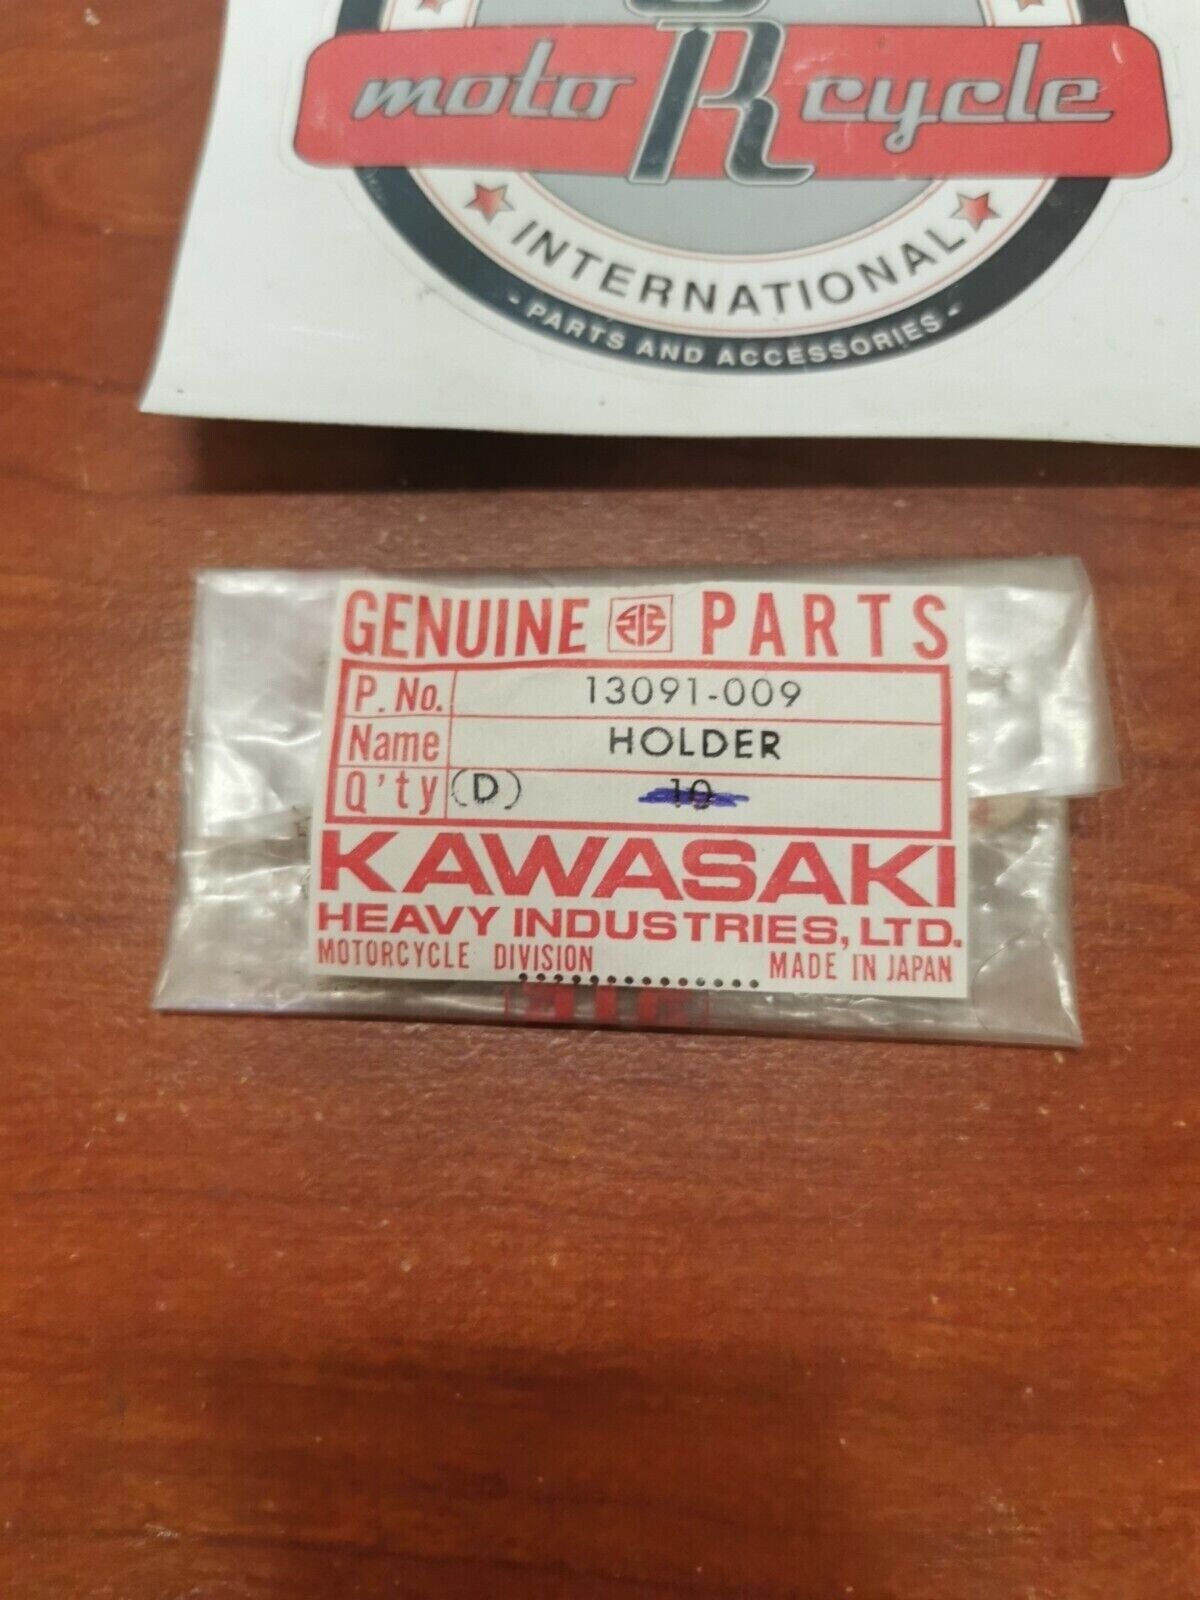 moto R cycle
INTERNATIONAL
- PARTS AND ACCESSORIES -
GENUINE PARTS
P. No. 13091-009
Name HOLDER
Q'ty (D) 10
KAWASAKI
HEAVY INDUSTRIES, LTD.
MOTORCYCLE DIVISION MADE IN JAPAN